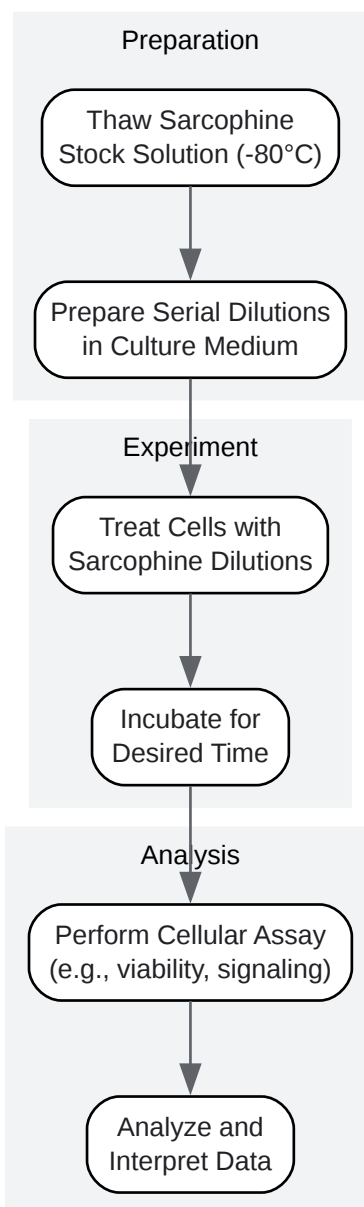 Preparation
Thaw Sarcophine
Stock Solution (-80°C)
Prepare Serial Dilutions
in Culture Medium
Experiment
Treat Cells with
Sarcophine Dilutions
Incubate for
Desired Time
Analysis
Perform Cellular Assay
(e.g., viability, signaling)
Analyze and
Interpret Data